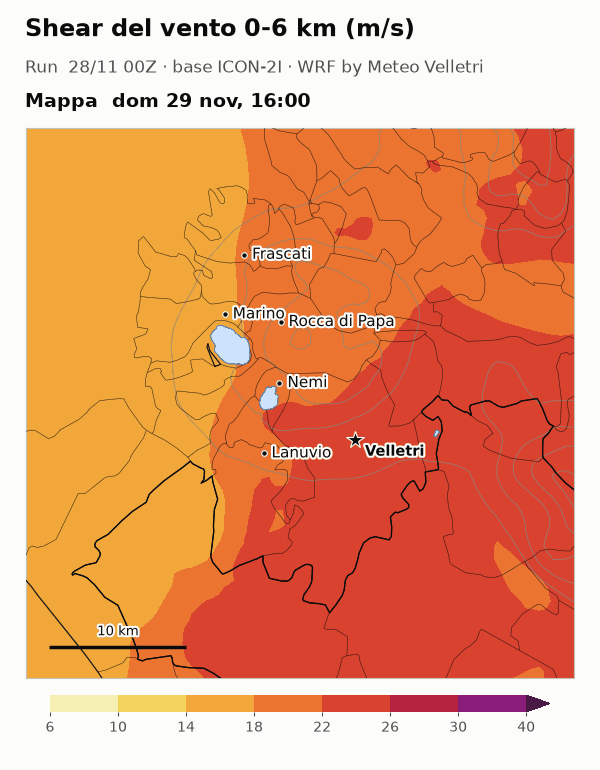 Shear del vento 0-6 km (m/s)
Run  28/11 00Z · base ICON-2I · WRF by Meteo Velletri
Mappa  dom 29 nov, 16:00
Frascati
Marino
Rocca di Papa
Nemi
Velletri
Lanuvio
10 km
6 10 14 18 22 26 30 40